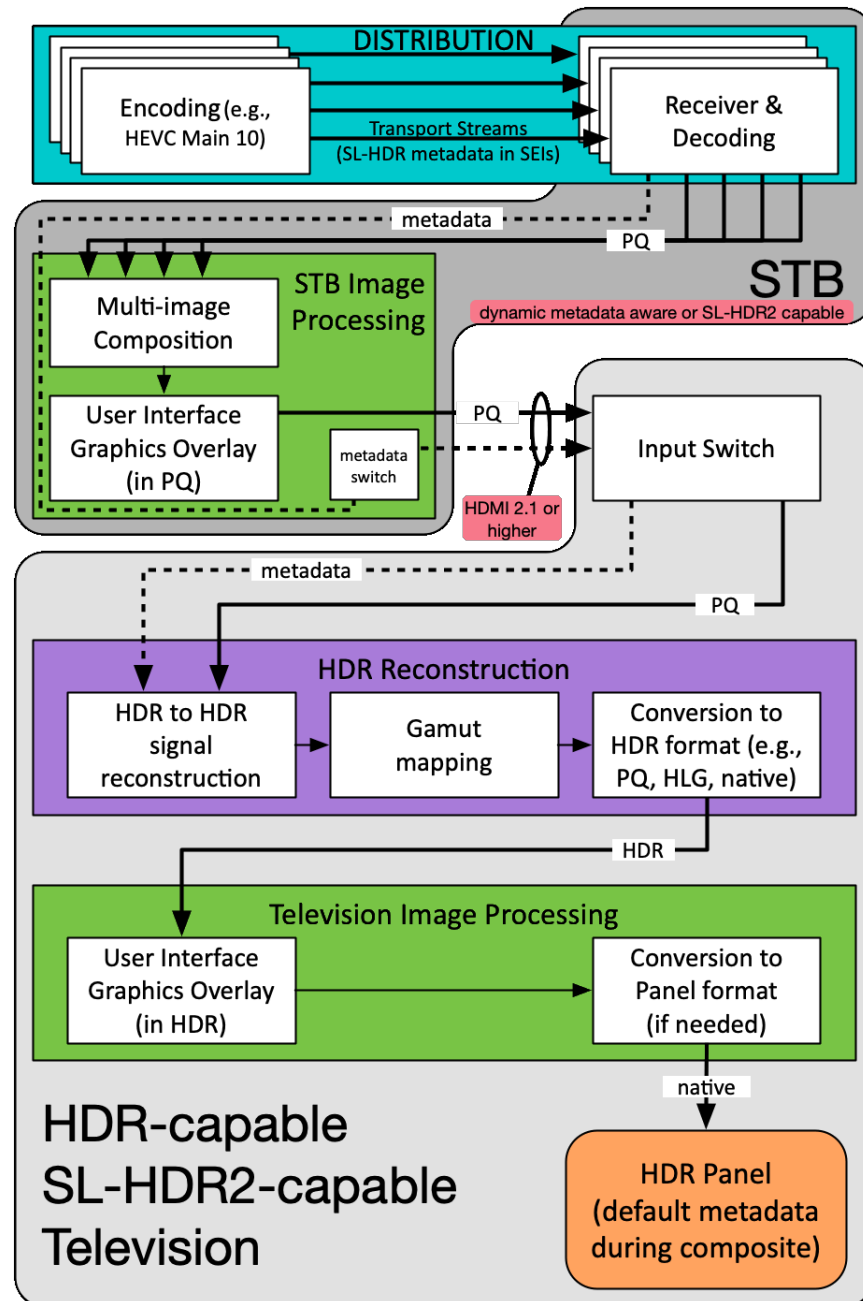 DISTRIBUTION
Encoding (e.g.,
HEVC Main 10)
Transport Streams
(SL-HDR metadata in SEIs)
Receiver &
Decoding
metadata
PQ
STB
dynamic metadata aware or SL-HDR2 capable
STB Image
Processing
Multi-image
Composition
User Interface
Graphics Overlay
(in PQ)
metadata
switch
PQ
HDMI 2.1 or
higher
Input Switch
metadata
PQ
HDR Reconstruction
HDR to HDR
signal
reconstruction
Gamut
mapping
Conversion to
HDR format (e.g.,
PQ, HLG, native)
HDR
Television Image Processing
User Interface
Graphics Overlay
(in HDR)
Conversion to
Panel format
(if needed)
native
HDR-capable
SL-HDR2-capable
Television
HDR Panel
(default metadata
during composite)